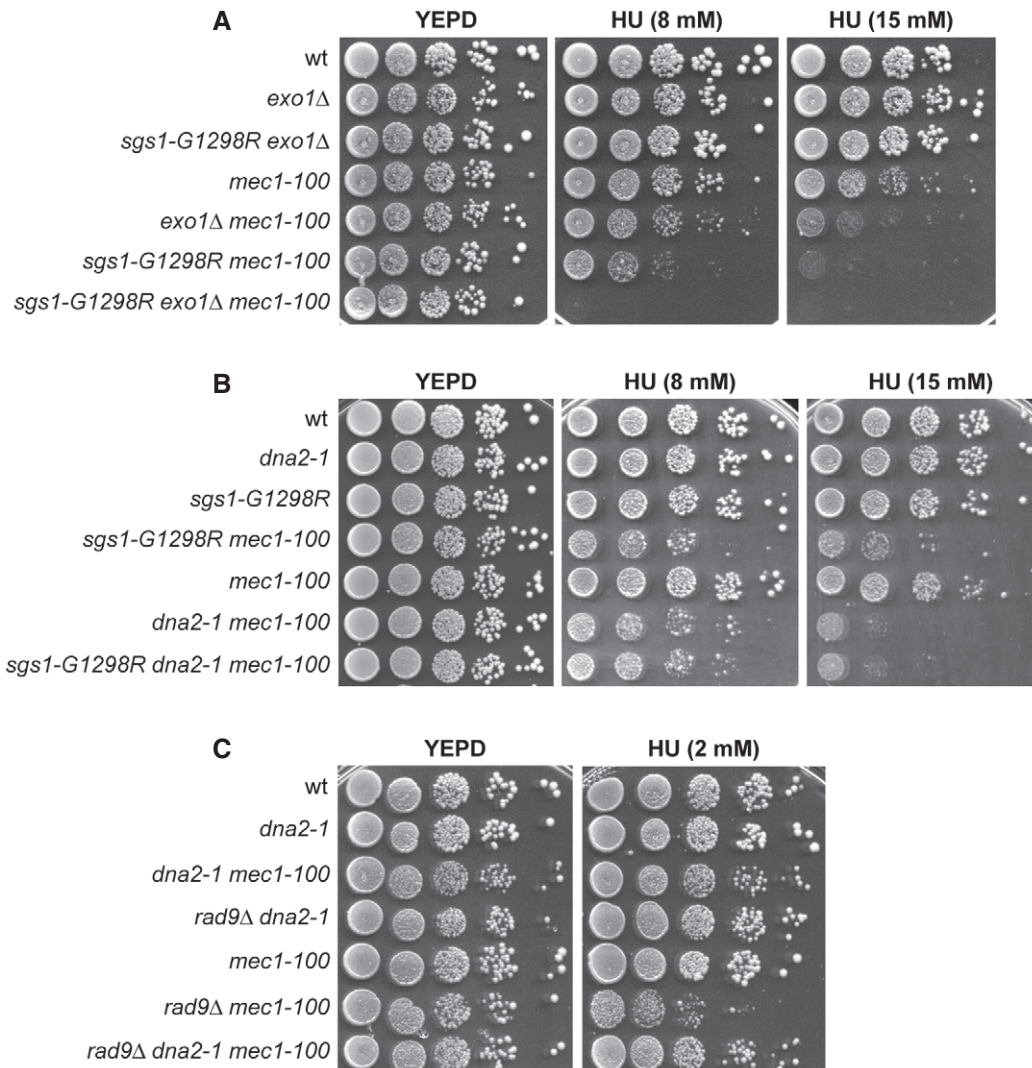 A
YEPD HU (8 mM) HU (15 mM)
wt
exo1Δ
sgs1-G1298R exo1Δ
mec1-100
exo1Δ mec1-100
sgs1-G1298R mec1-100
sgs1-G1298R exo1Δ mec1-100
B
YEPD HU (8 mM) HU (15 mM)
wt
dna2-1
sgs1-G1298R
sgs1-G1298R mec1-100
mec1-100
dna2-1 mec1-100
sgs1-G1298R dna2-1 mec1-100
C
YEPD HU (2 mM)
wt
dna2-1
dna2-1 mec1-100
rad9Δ dna2-1
mec1-100
rad9Δ mec1-100
rad9Δ dna2-1 mec1-100